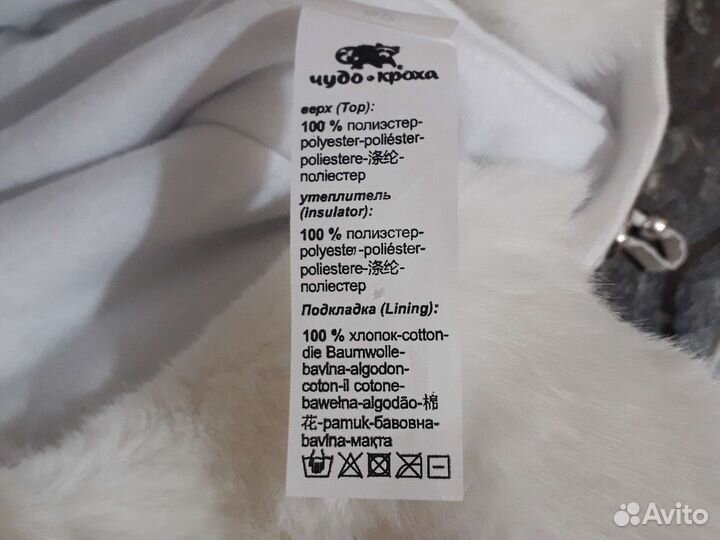 чудо-кроха
верх (Top):
100 % полиэстер-
polyester-poliéster-
poliestere-涤纶-
поліестер
утеплитель
(insulator):
100 % полиэстер-
polyester-poliéster-
poliestere-涤纶-
поліестер
Подкладка (Lining):
100 % хлопок-cotton-
die Baumwolle-
bavlna-algodon-
coton-il cotone-
bawełna-algodão-棉
花-pamuk-бавовна-
bavlna-мақта
Avito